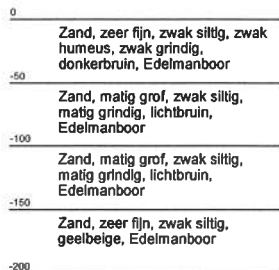 0
Zand, zeer fijn, zwak siltig, zwak
humeus, zwak grindig,
donkerbruin, Edelmanboor
-50
Zand, matig grof, zwak siltig,
matig grindig, lichtbruin,
Edelmanboor
-100
Zand, matig grof, zwak siltig,
matig grindig, lichtbruin,
Edelmanboor
-150
Zand, zeer fijn, zwak siltig,
geelbeige, Edelmanboor
-200